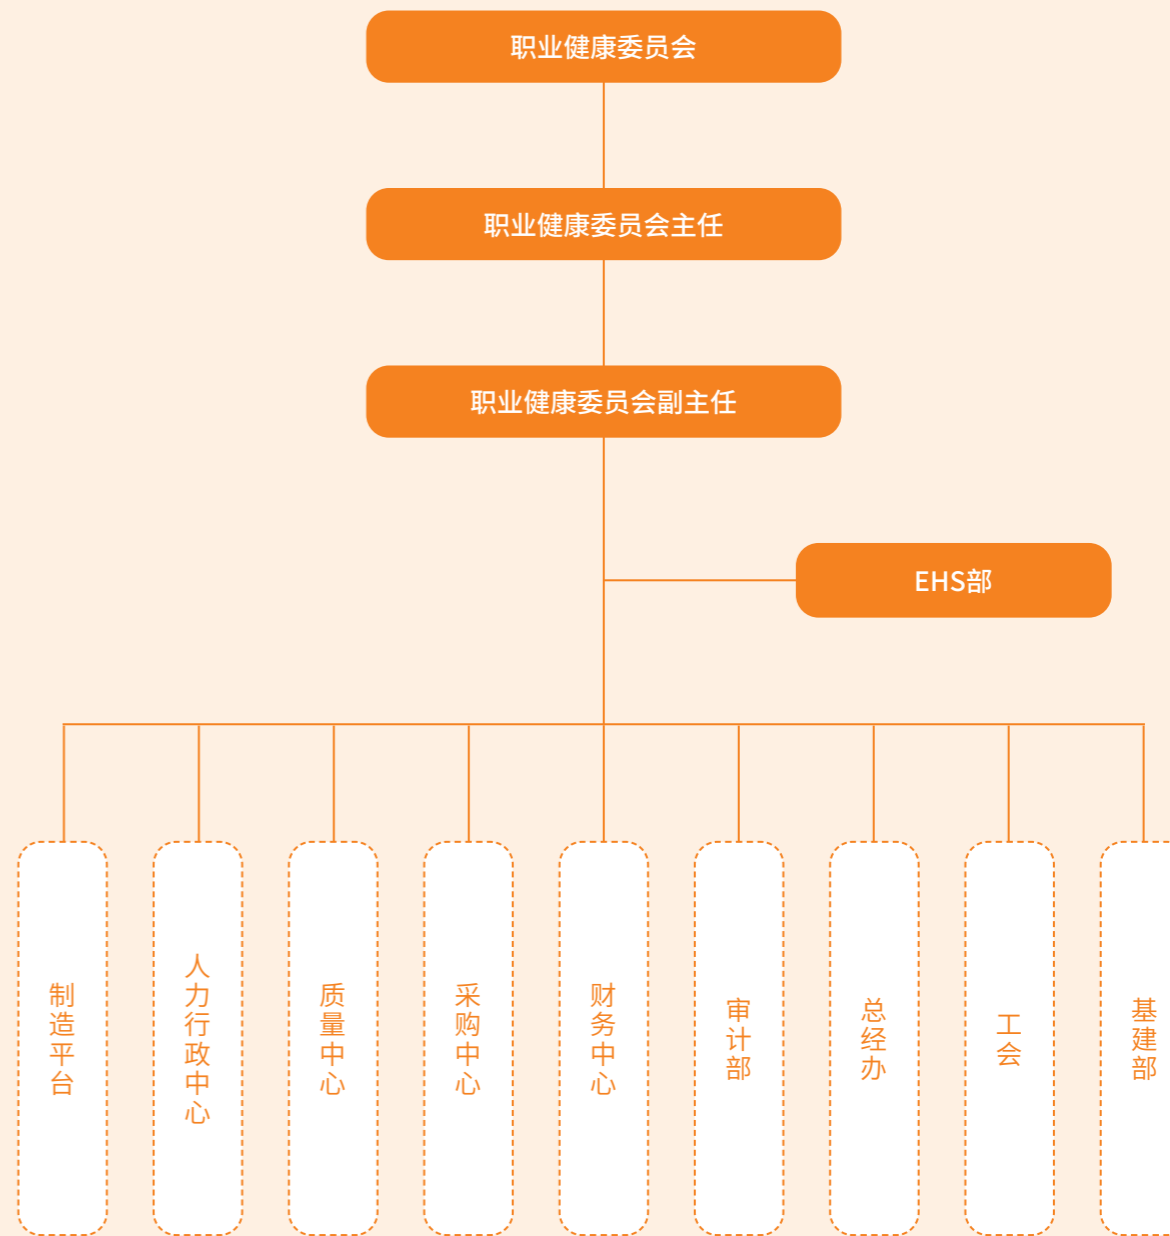 职业健康委员会
职业健康委员会主任
职业健康委员会副主任
EHS部
制造平台
人力行政中心
质量中心
采购中心
财务中心
审计部
总经办
工会
基建部